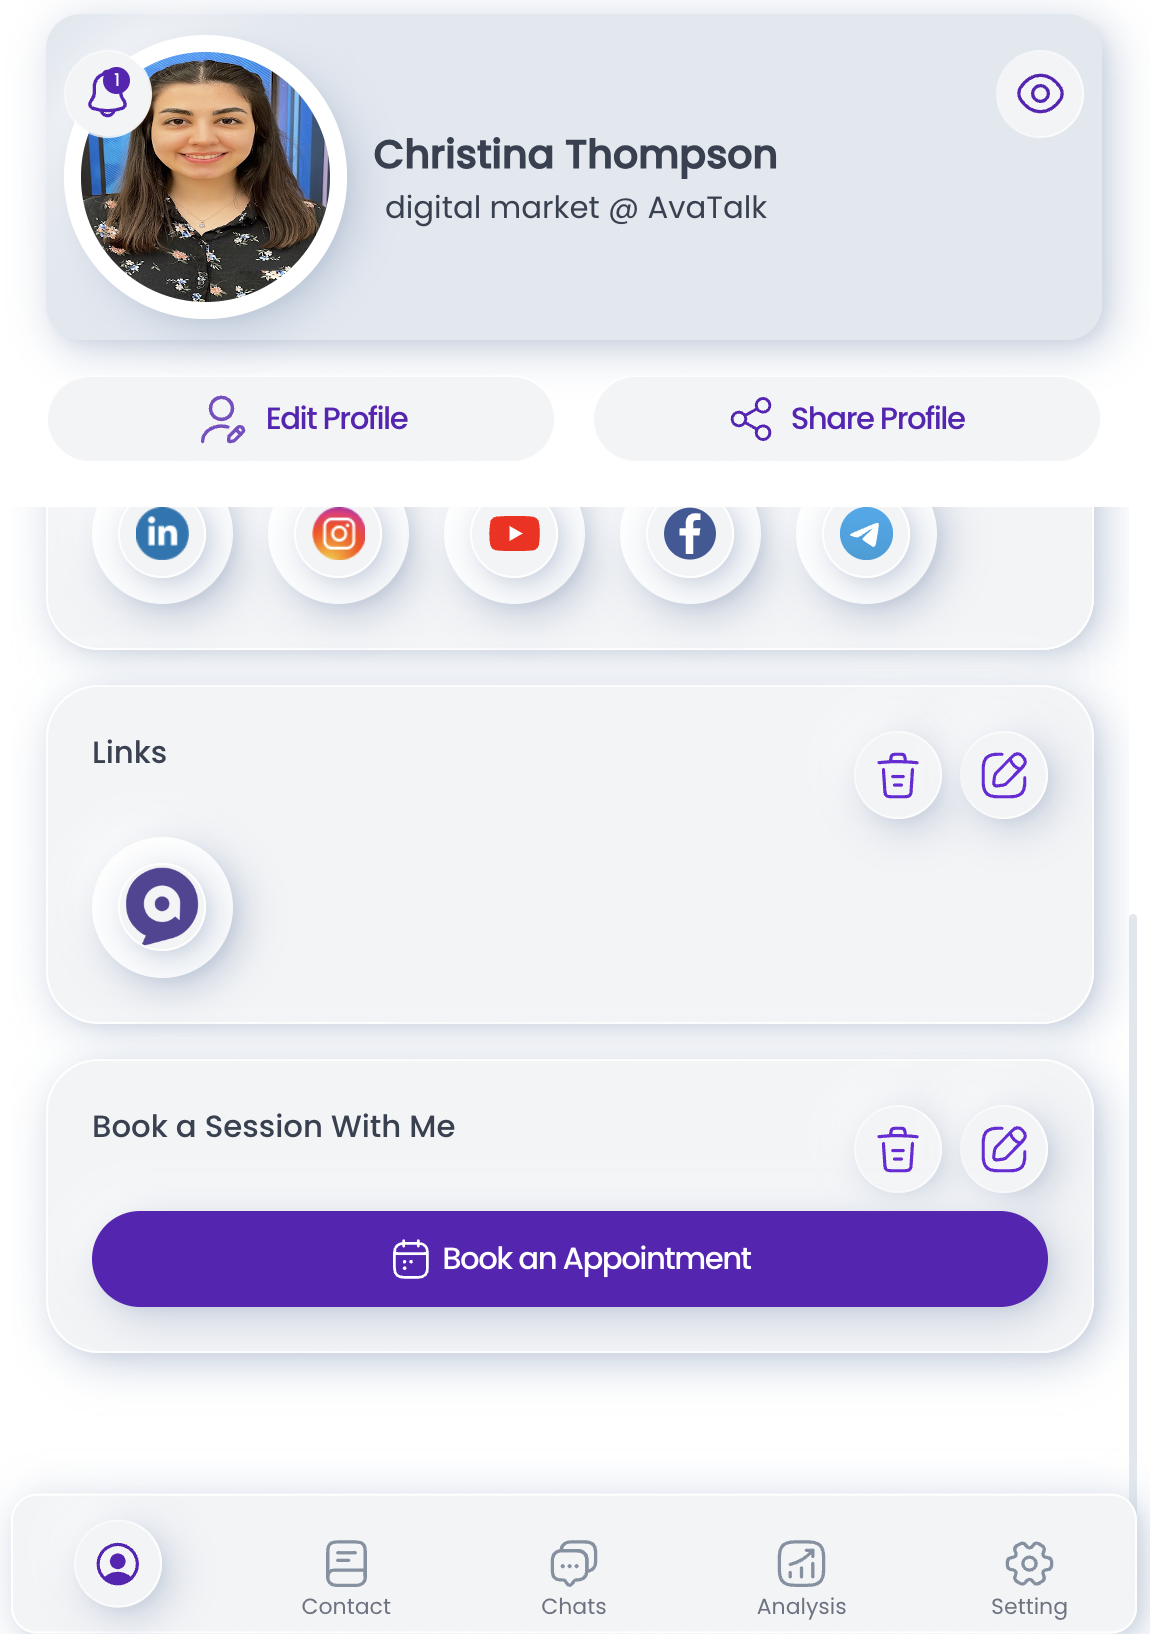 1
Christina Thompson
digital market @ AvaTalk
Edit Profile
Share Profile
in
Links
Book a Session With Me
Book an Appointment
Contact
Chats
Analysis
Setting